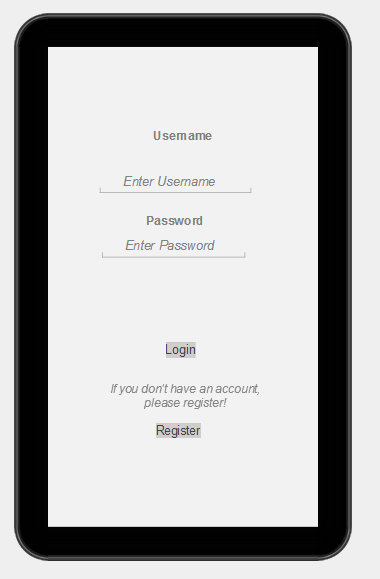 Username
Enter Username
Password
Enter Password
Login
If you don't have an account,
please register!
Register